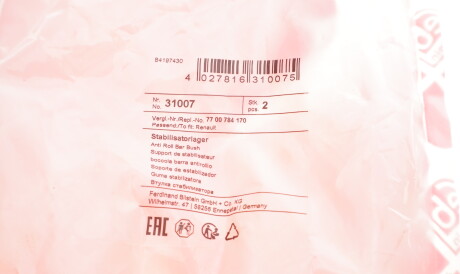 B4197430
4 027816 310075
Nr. No. 31007 Stk. pcs. 2
Vergl.-Nr./Repl.-No. 77 00 784 170
Passend/To fit: Renault
Stabilisatorlager
Anti Roll Bar Bush
Support de stabilisateur
boccola barra antirollio
Soporte de estabilizador
Guma stabilizatora
Втулка стабилизатора
Ferdinand Bilstein GmbH + Co. KG
Wilhelmstr. 47 | 58256 Ennepetal / Germany
EAC